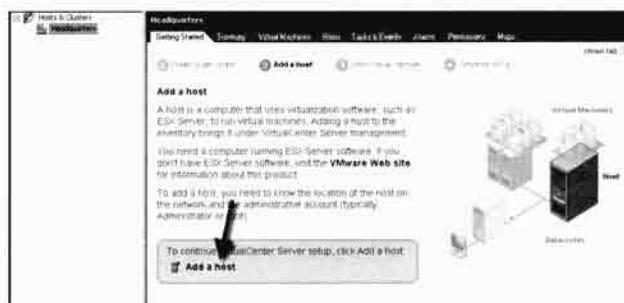 Hosts & Clusters
Headquarters
Headquarters
Getting Started Summary Virtual Machines Hosts Tasks & Events Alarms Permissions Maps
close tab
Add a host
Add a host
A host is a computer that uses virtualization software, such as
ESX Server, to run virtual machines. Adding a host to the
inventory brings it under VirtualCenter Server management.
You need a computer running ESX Server software. If you
don't have ESX Server software, visit the VMware Web site
for information about this product.
To add a host, you need to know the location of the host on
the network and the administrative account (typically
Administrator or root).
To continue VirtualCenter Server setup, click Add a host.
Add a host
Virtual Machines
Host